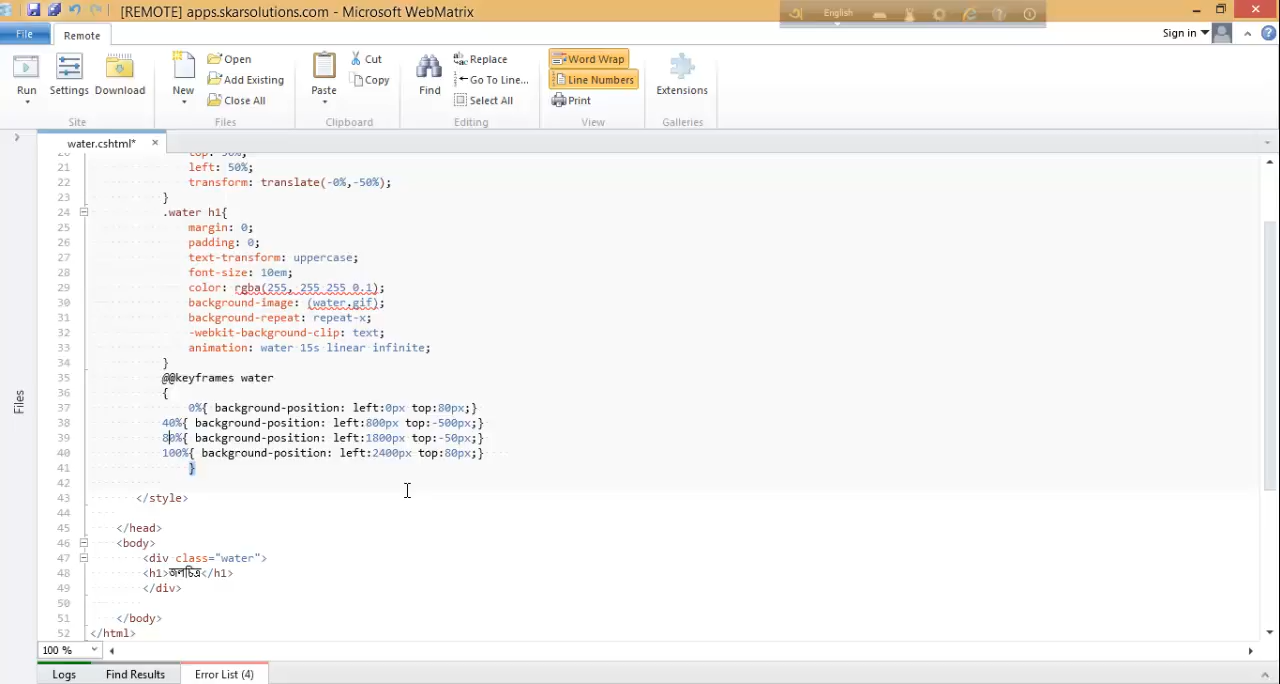 [REMOTE] apps.skarsolutions.com - Microsoft WebMatrix
English
File
Remote
Sign in
Run
Settings
Download
New
Open
Add Existing
Close All
Paste
Cut
Copy
Find
Replace
Go To Line...
Select All
Word Wrap
Line Numbers
Print
Extensions
Site
Files
Clipboard
Editing
View
Galleries
water.cshtml*
Files
21 left: 50%;
22 transform: translate(-0%,-50%);
23 }
24 .water h1{
25 margin: 0;
26 padding: 0;
27 text-transform: uppercase;
28 font-size: 10em;
29 color: rgba(255, 255 255 0.1);
30 background-image: (water.gif);
31 background-repeat: repeat-x;
32 -webkit-background-clip: text;
33 animation: water 15s linear infinite;
34 }
35 @@keyframes water
36 {
37 0%{ background-position: left:0px top:80px;}
38 40%{ background-position: left:800px top:-500px;}
39 80%{ background-position: left:1800px top:-50px;}
40 100%{ background-position: left:2400px top:80px;}
41 }
42
43 </style>
44
45 </head>
46 <body>
47 <div class="water">
48 <h1>জলচিত্র</h1>
49 </div>
50
51 </body>
52 </html>
100 %
Logs
Find Results
Error List (4)